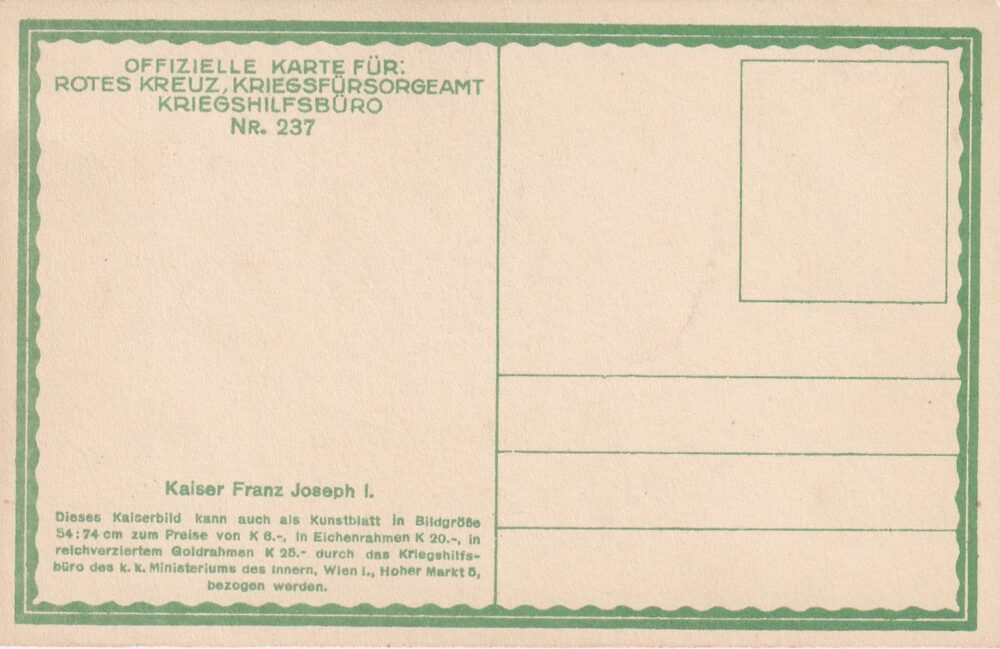 OFFIZIELLE KARTE FÜR:
ROTES KREUZ, KRIEGSFÜRSORGEAMT
KRIEGSHILFSBÜRO
NR. 237
Kaiser Franz Joseph I.
Dieses Kaiserbild kann auch als Kunstblatt in Bildgröße
54:74 cm zum Preise von K 6.-, in Eichenrahmen K 20.-, in
reichverziertem Goldrahmen K 25.- durch das Kriegshilfs-
büro des k. k. Ministeriums des Innern, Wien I., Hoher Markt 5,
bezogen werden.